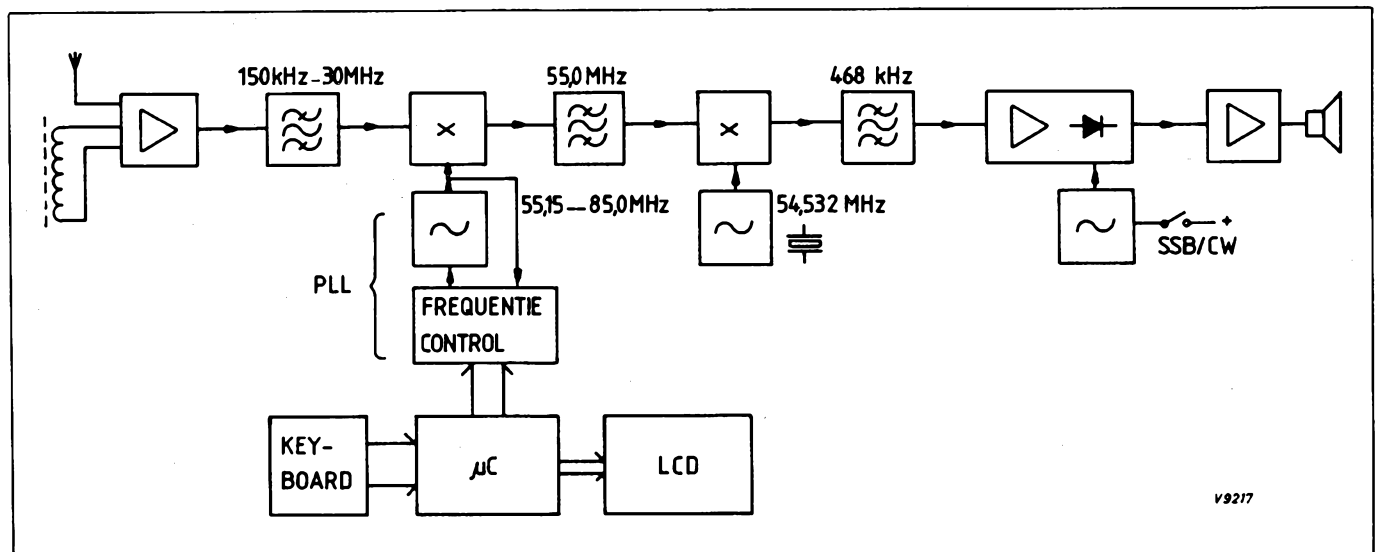 150kHz-30MHz
55,0MHz
468 kHz
x
x
55,15—85,0MHz
54,532 MHz
+
SSB/CW
PLL
FREQUENTIE
CONTROL
KEY-
BOARD
µC
LCD
V9217